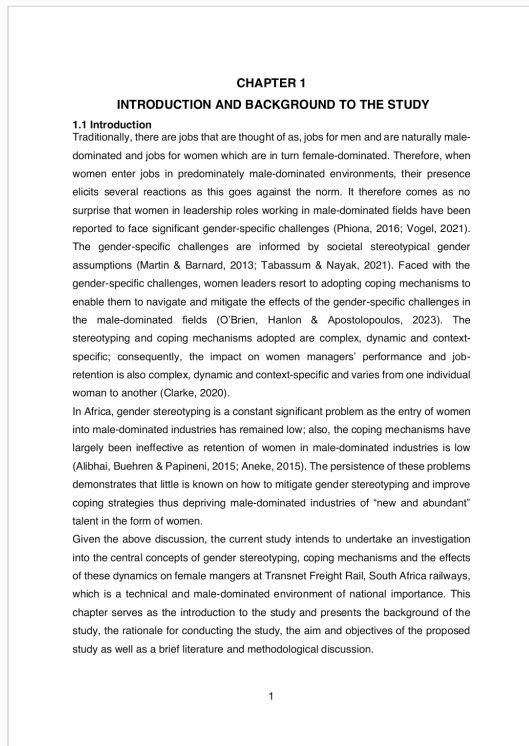 CHAPTER 1
INTRODUCTION AND BACKGROUND TO THE STUDY
1.1 Introduction
Traditionally, there are jobs that are thought of as, jobs for men and are naturally male-
dominated and jobs for women which are in turn female-dominated. Therefore, when
women enter jobs in predominately male-dominated environments, their presence
elicits several reactions as this goes against the norm. It therefore comes as no
surprise that women in leadership roles working in male-dominated fields have been
reported to face significant gender-specific challenges (Phiona, 2016; Vogel, 2021).
The gender-specific challenges are informed by societal stereotypical gender
assumptions (Martin & Barnard, 2013; Tabassum & Nayak, 2021). Faced with the
gender-specific challenges, women leaders resort to adopting coping mechanisms to
enable them to navigate and mitigate the effects of the gender-specific challenges in
the male-dominated fields (O'Brien, Hanlon & Apostolopoulos, 2023). The
stereotyping and coping mechanisms adopted are complex, dynamic and context-
specific; consequently, the impact on women managers' performance and job-
retention is also complex, dynamic and context-specific and varies from one individual
woman to another (Clarke, 2020).
In Africa, gender stereotyping is a constant significant problem as the entry of women
into male-dominated industries has remained low; also, the coping mechanisms have
largely been ineffective as retention of women in male-dominated industries is low
(Alibhai, Buehren & Papineni, 2015; Aneke, 2015). The persistence of these problems
demonstrates that little is known on how to mitigate gender stereotyping and improve
coping strategies thus depriving male-dominated industries of “new and abundant”
talent in the form of women.
Given the above discussion, the current study intends to undertake an investigation
into the central concepts of gender stereotyping, coping mechanisms and the effects
of these dynamics on female mangers at Transnet Freight Rail, South Africa railways,
which is a technical and male-dominated environment of national importance. This
chapter serves as the introduction to the study and presents the background of the
study, the rationale for conducting the study, the aim and objectives of the proposed
study as well as a brief literature and methodological discussion.
1